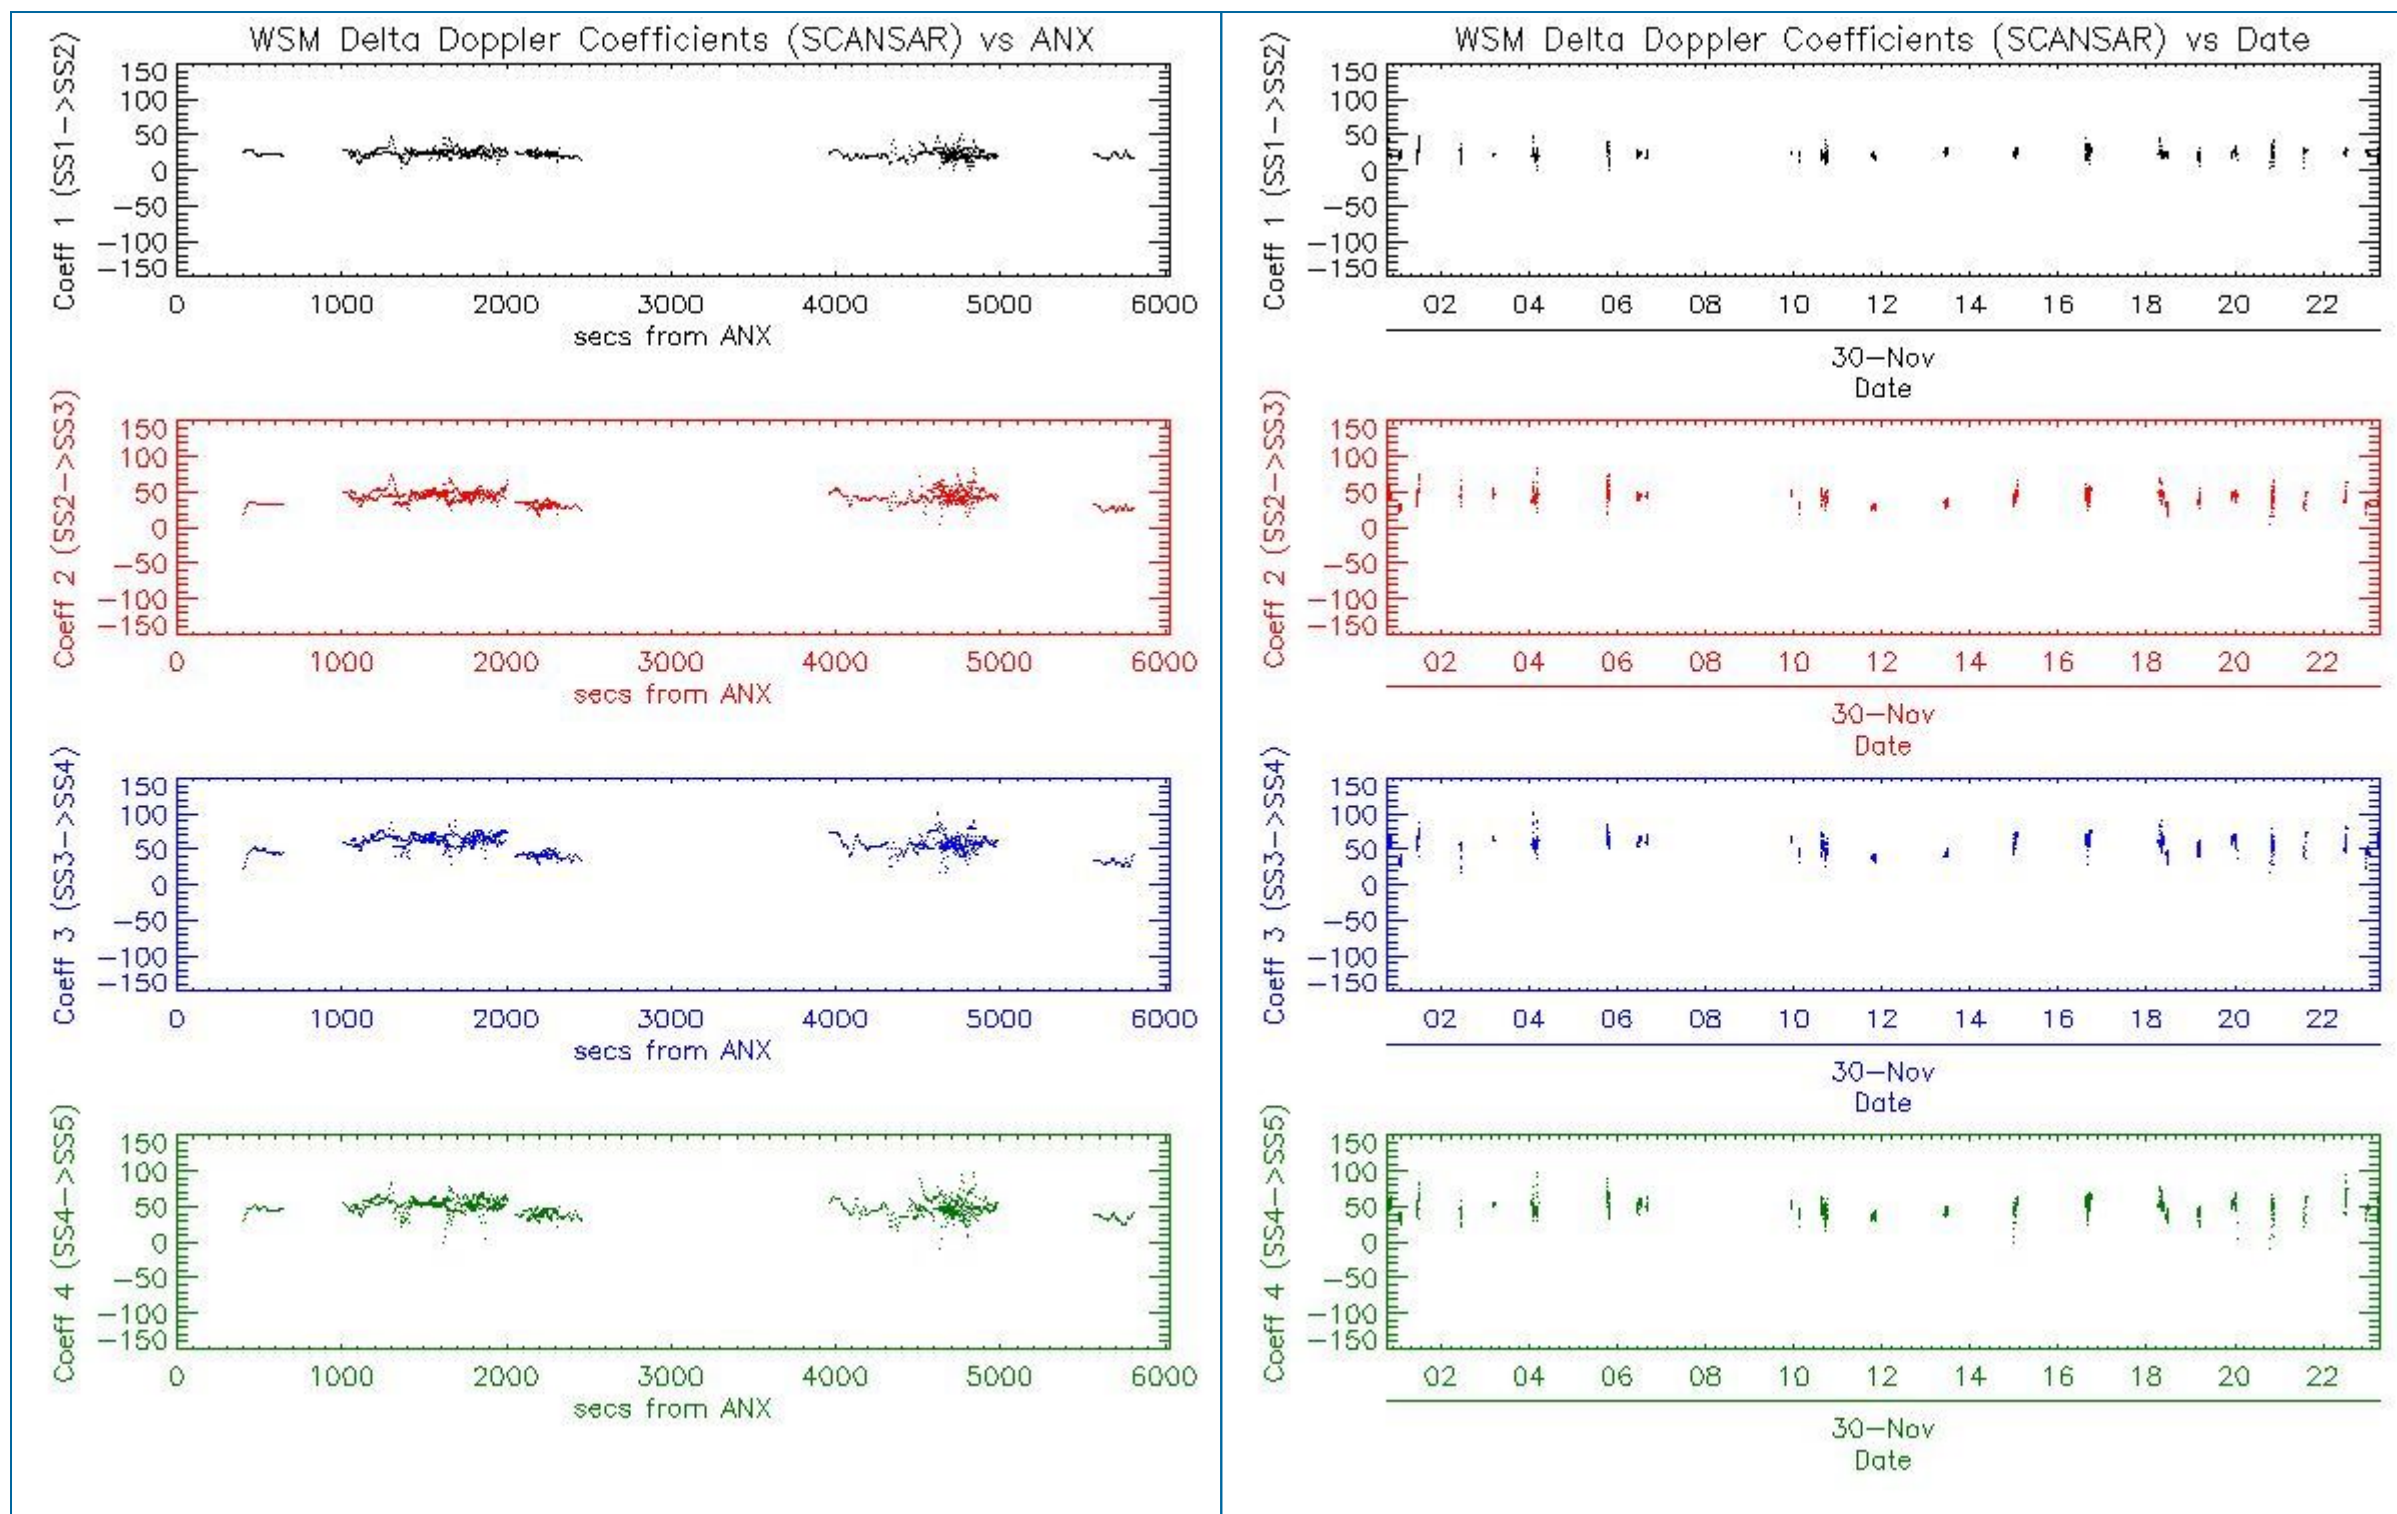 WSM Delta Doppler Coefficients (SCANSAR) vs ANX
Coeff 1 (SS1->SS2)
150
100
50
0
-50
-100
-150
0 1000 2000 3000 4000 5000 6000
secs from ANX
Coeff 2 (SS2->SS3)
150
100
50
0
-50
-100
-150
0 1000 2000 3000 4000 5000 6000
secs from ANX
Coeff 3 (SS3->SS4)
150
100
50
0
-50
-100
-150
0 1000 2000 3000 4000 5000 6000
secs from ANX
Coeff 4 (SS4->SS5)
150
100
50
0
-50
-100
-150
0 1000 2000 3000 4000 5000 6000
secs from ANX
WSM Delta Doppler Coefficients (SCANSAR) vs Date
Coeff 1 (SS1->SS2)
150
100
50
0
-50
-100
-150
02 04 06 08 10 12 14 16 18 20 22
30-Nov
Date
Coeff 2 (SS2->SS3)
150
100
50
0
-50
-100
-150
02 04 06 08 10 12 14 16 18 20 22
30-Nov
Date
Coeff 3 (SS3->SS4)
150
100
50
0
-50
-100
-150
02 04 06 08 10 12 14 16 18 20 22
30-Nov
Date
Coeff 4 (SS4->SS5)
150
100
50
0
-50
-100
-150
02 04 06 08 10 12 14 16 18 20 22
30-Nov
Date